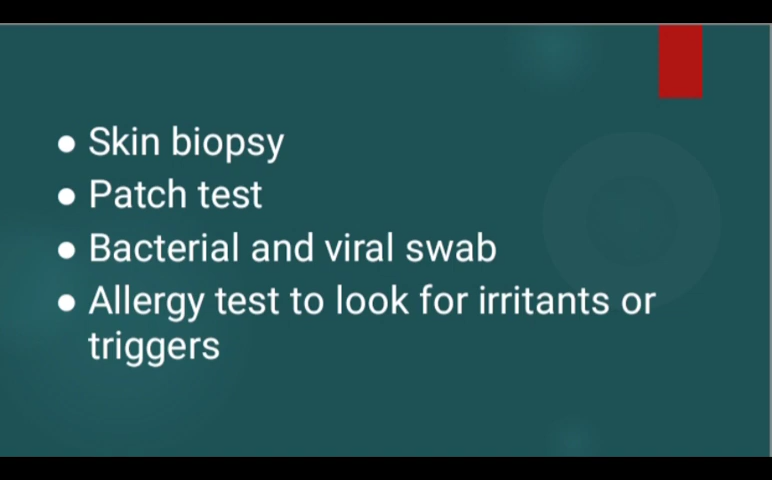 ● Skin biopsy
● Patch test
● Bacterial and viral swab
● Allergy test to look for irritants or
triggers